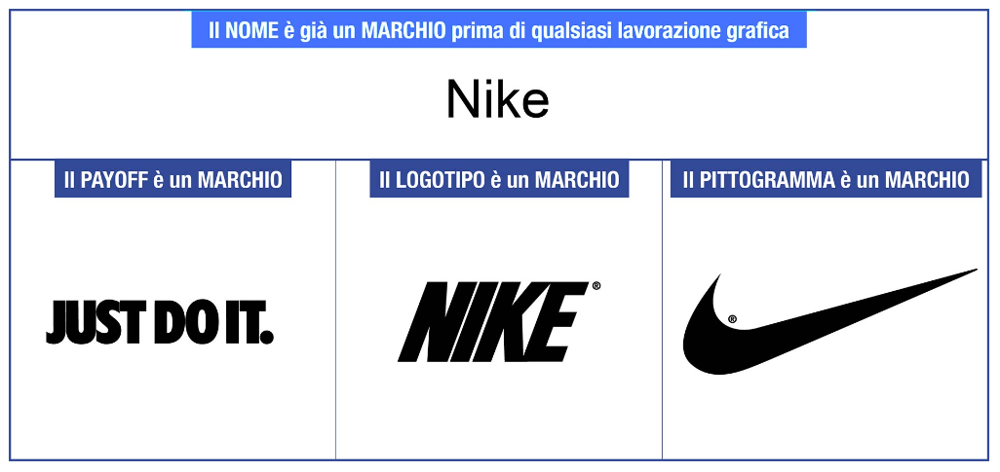 Il NOME è già un MARCHIO prima di qualsiasi lavorazione grafica
Nike
Il PAYOFF è un MARCHIO
Il LOGOTIPO è un MARCHIO
Il PITTOGRAMMA è un MARCHIO
JUST DO IT.
NIKE®
®